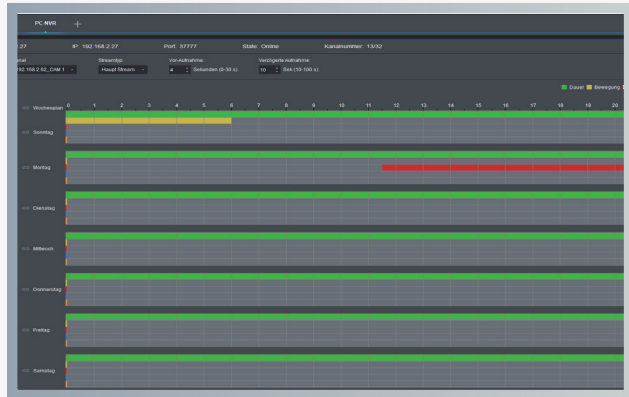 PC-NVR +
2.27 IP: 192.168.2.27 Port: 37777 State: Online Kanalnummer: 13/32
anal Streamtyp: Vor-Aufnahme: Verzögerte Aufnahme:
192.168.2.52_CAM 1 Haupt Stream 4 Sekunden (0-30 s) 10 Sek (10-100 s)
Dauer Bewegung
Wochenplan 0 1 2 3 4 5 6 7 8 9 10 11 12 13 14 15 16 17 18 19 20
Sonntag
Montag
Dienstag
Mittwoch
Donnerstag
Freitag
Samstag